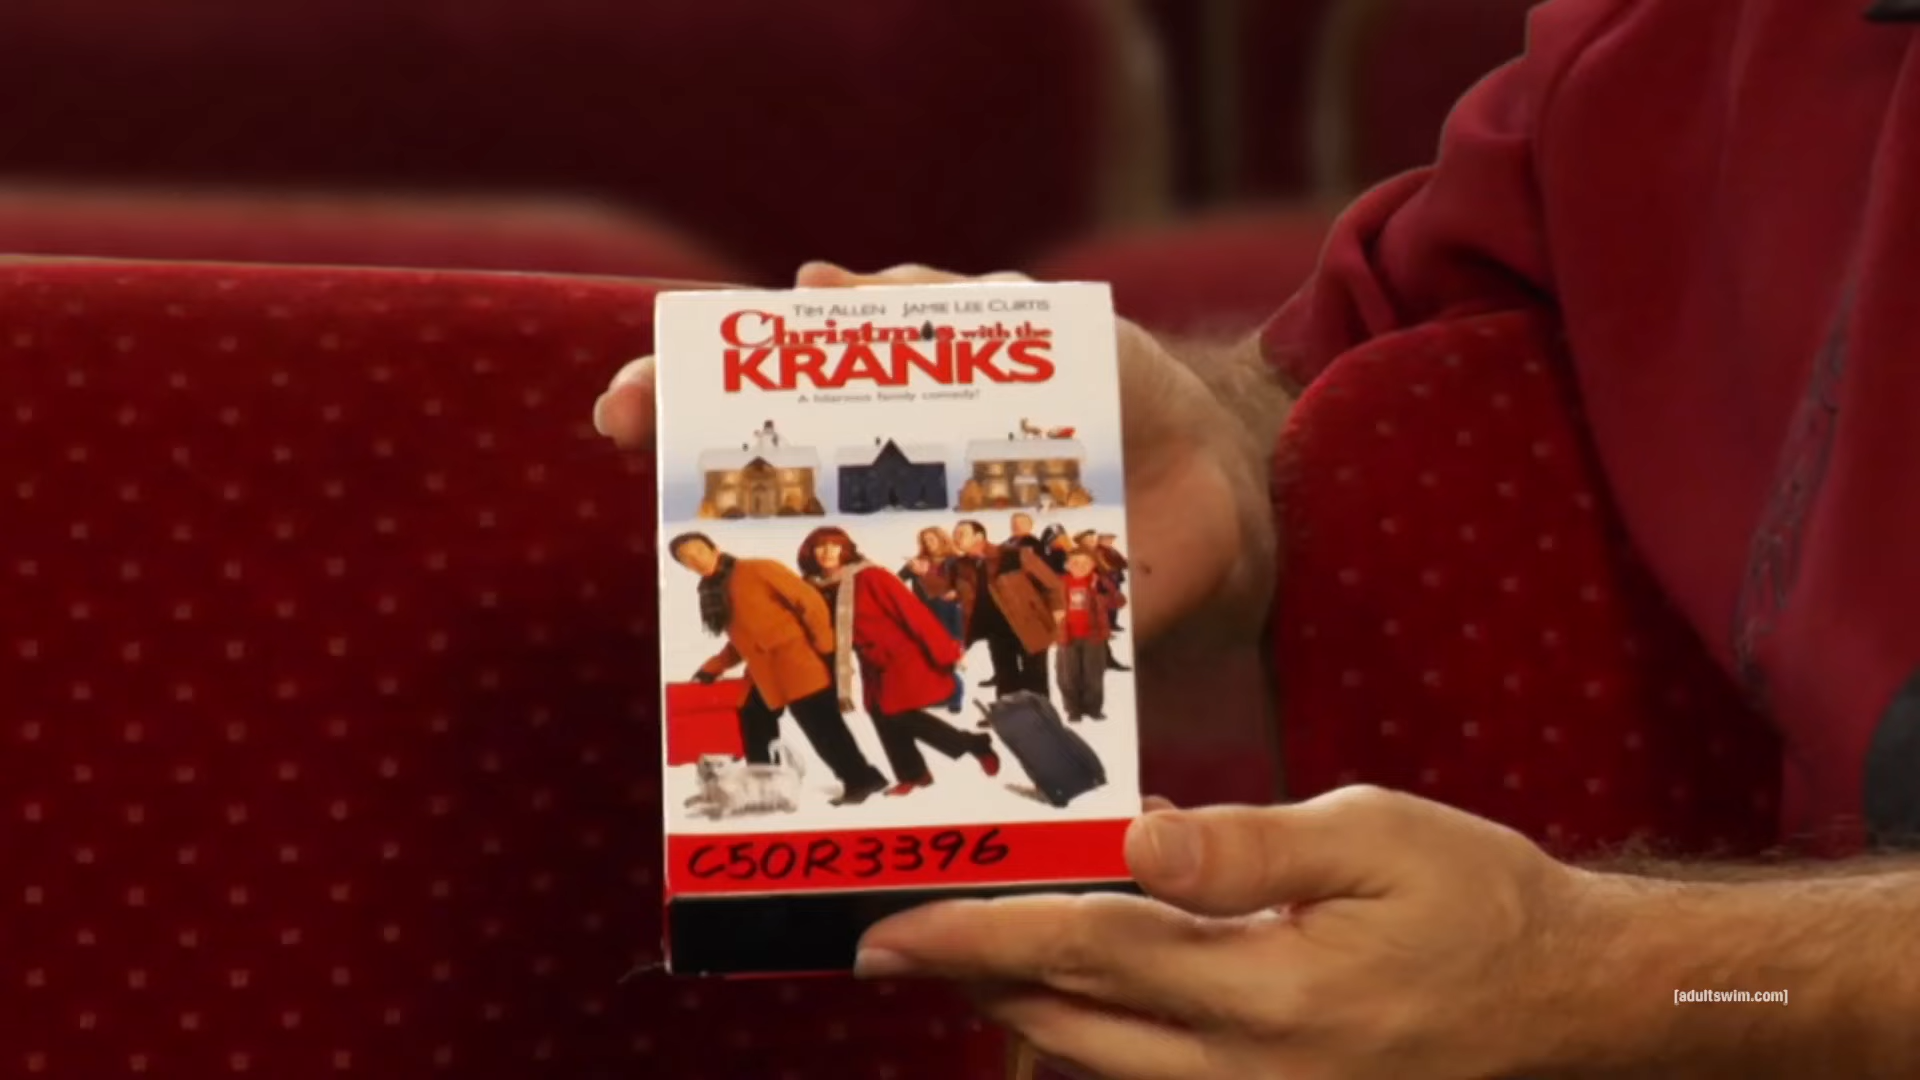 TIM ALLEN JAMIE LEE CURTIS
Christmas with the
KRANKS
A hilarious family comedy!
C50R3396
[adultswim.com]